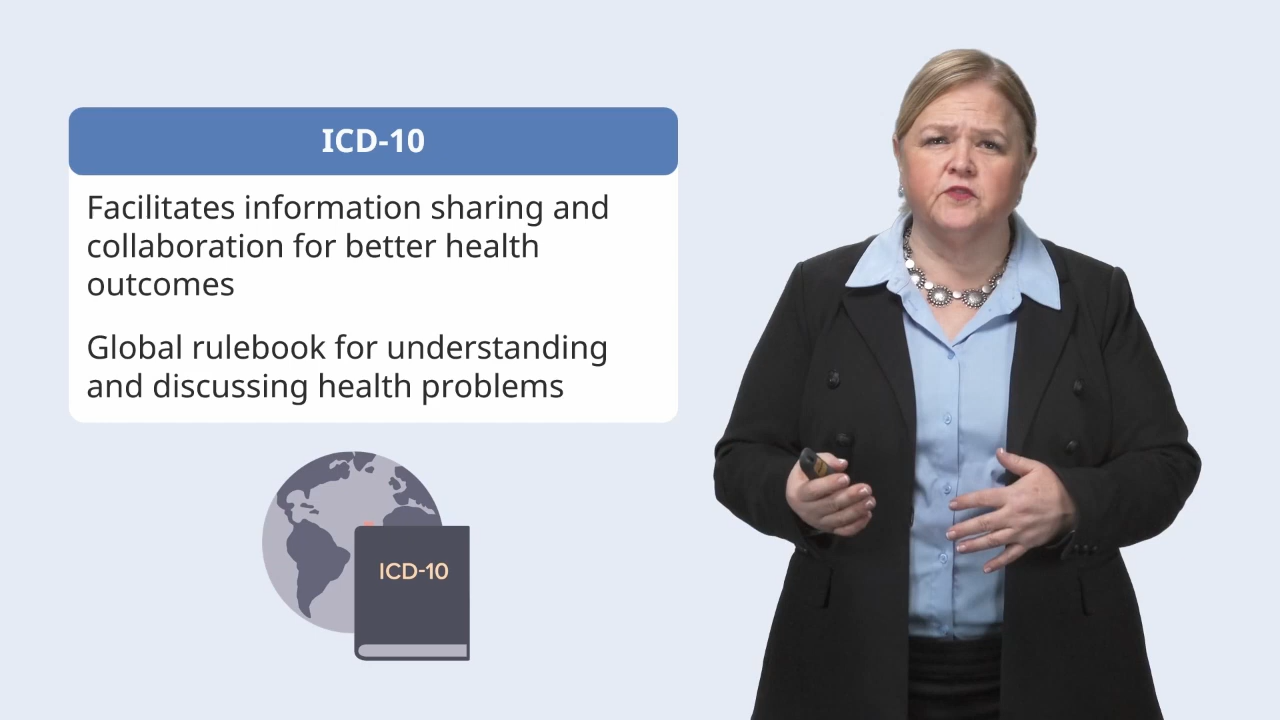 ICD-10
Facilitates information sharing and
collaboration for better health
outcomes
Global rulebook for understanding
and discussing health problems
ICD-10